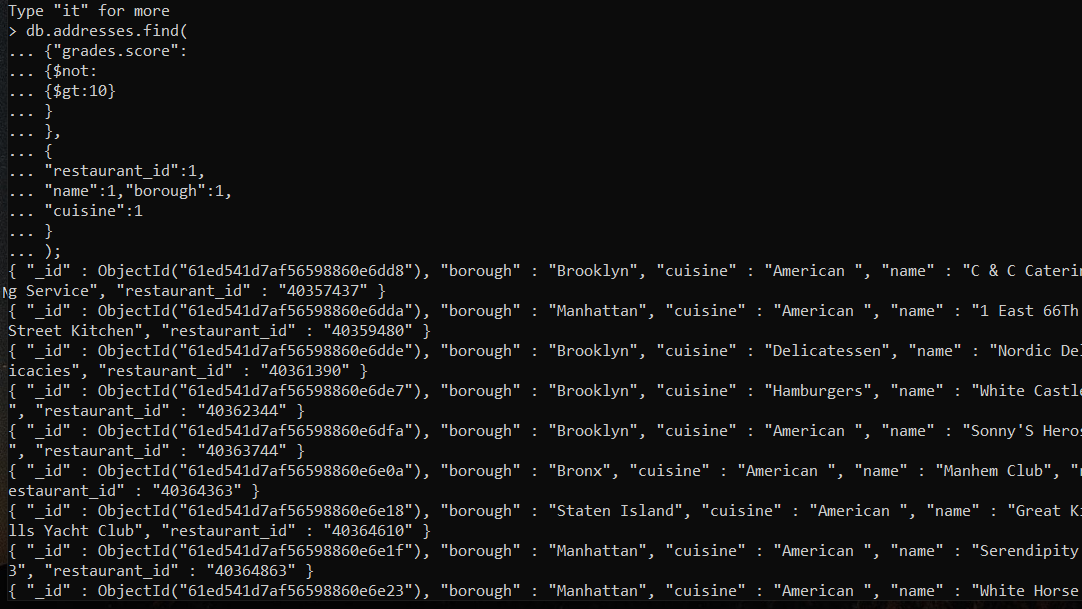 Type "it" for more
> db.addresses.find(
... {"grades.score":
... {$not:
... {$gt:10}
... }
... },
... {
... "restaurant_id":1,
... "name":1,"borough":1,
... "cuisine":1
... }
... );
{ "_id" : ObjectId("61ed541d7af56598860e6dd8"), "borough" : "Brooklyn", "cuisine" : "American ", "name" : "C & C Caterin
g Service", "restaurant_id" : "40357437" }
{ "_id" : ObjectId("61ed541d7af56598860e6dda"), "borough" : "Manhattan", "cuisine" : "American ", "name" : "1 East 66Th
Street Kitchen", "restaurant_id" : "40359480" }
{ "_id" : ObjectId("61ed541d7af56598860e6dde"), "borough" : "Brooklyn", "cuisine" : "Delicatessen", "name" : "Nordic Del
icacies", "restaurant_id" : "40361390" }
{ "_id" : ObjectId("61ed541d7af56598860e6de7"), "borough" : "Brooklyn", "cuisine" : "Hamburgers", "name" : "White Castle
", "restaurant_id" : "40362344" }
{ "_id" : ObjectId("61ed541d7af56598860e6dfa"), "borough" : "Brooklyn", "cuisine" : "American ", "name" : "Sonny'S Heros
", "restaurant_id" : "40363744" }
{ "_id" : ObjectId("61ed541d7af56598860e6e0a"), "borough" : "Bronx", "cuisine" : "American ", "name" : "Manhem Club", "r
estaurant_id" : "40364363" }
{ "_id" : ObjectId("61ed541d7af56598860e6e18"), "borough" : "Staten Island", "cuisine" : "American ", "name" : "Great Ki
lls Yacht Club", "restaurant_id" : "40364610" }
{ "_id" : ObjectId("61ed541d7af56598860e6e1f"), "borough" : "Manhattan", "cuisine" : "American ", "name" : "Serendipity
3", "restaurant_id" : "40364863" }
{ "_id" : ObjectId("61ed541d7af56598860e6e23"), "borough" : "Manhattan", "cuisine" : "American ", "name" : "White Horse